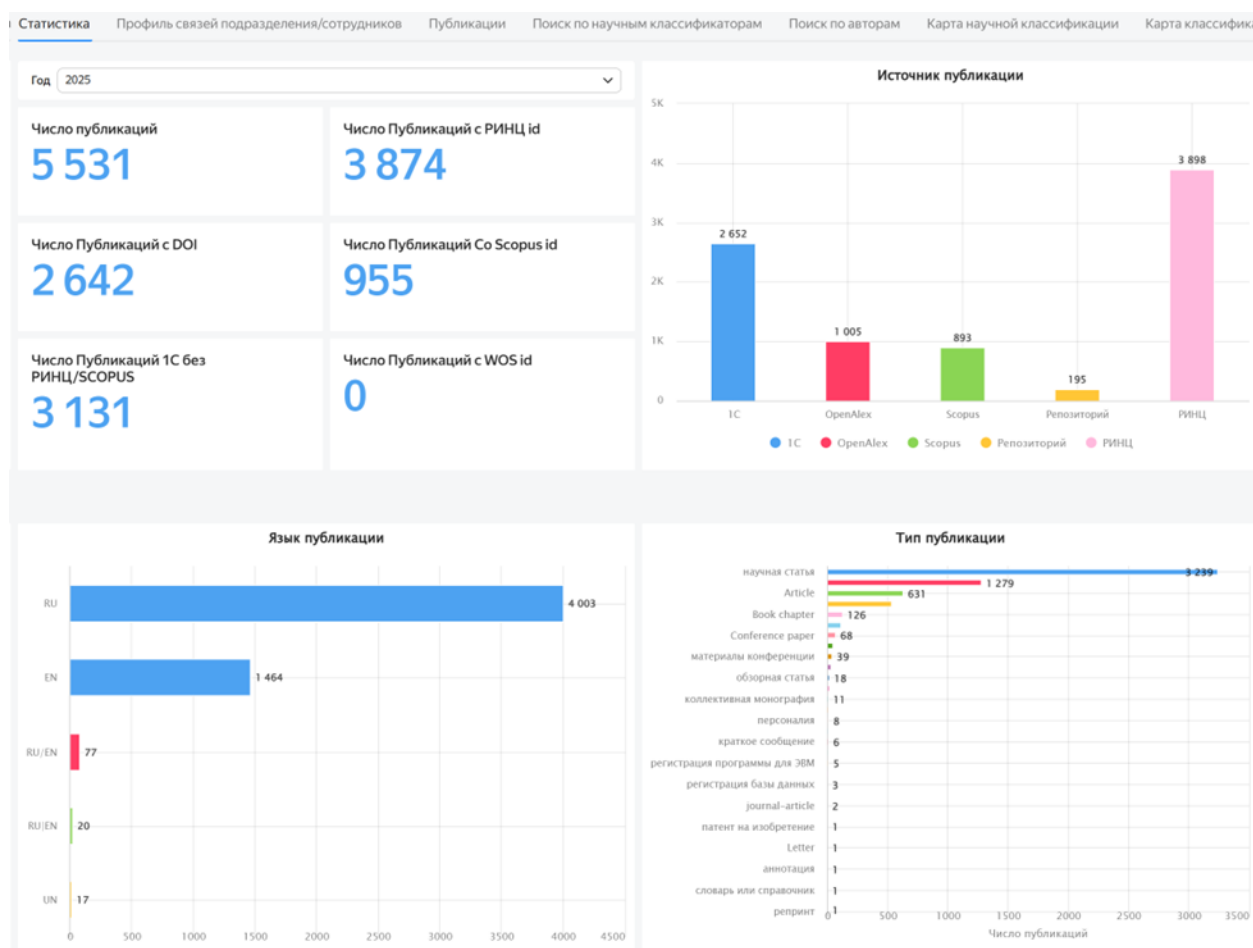 Статистика Профиль связей подразделения/сотрудников Публикации Поиск по научным классификаторам Поиск по авторам Карта научной классификации Карта классифика
Год 2025
Число публикаций
5 531
Число Публикаций с РИНЦ id
3 874
Число Публикаций с DOI
2 642
Число Публикаций Со Scopus id
955
Число Публикаций 1С без
РИНЦ/SCOPUS
3 131
Число Публикаций с WOS id
0
Источник публикации
5K
4K
3K
2K
1K
0
2 652
1 005
893
195
3 898
1С OpenAlex Scopus Репозиторий РИНЦ
1С OpenAlex Scopus Репозиторий РИНЦ
Язык публикации
RU 4 003
EN 1 464
RU/EN 77
RU|EN 20
UN 17
0 500 1000 1500 2000 2500 3000 3500 4000 4500
Тип публикации
научная статья 3 239
1 279
Article 631
Book chapter 126
Conference paper 68
материалы конференции 39
обзорная статья 18
коллективная монография 11
персоналия 8
краткое сообщение 6
регистрация программы для ЭВМ 5
регистрация базы данных 3
journal-article 2
патент на изобретение 1
Letter 1
аннотация 1
словарь или справочник 1
репринт 1
0 500 1000 1500 2000 2500 3000 3500
Число публикаций